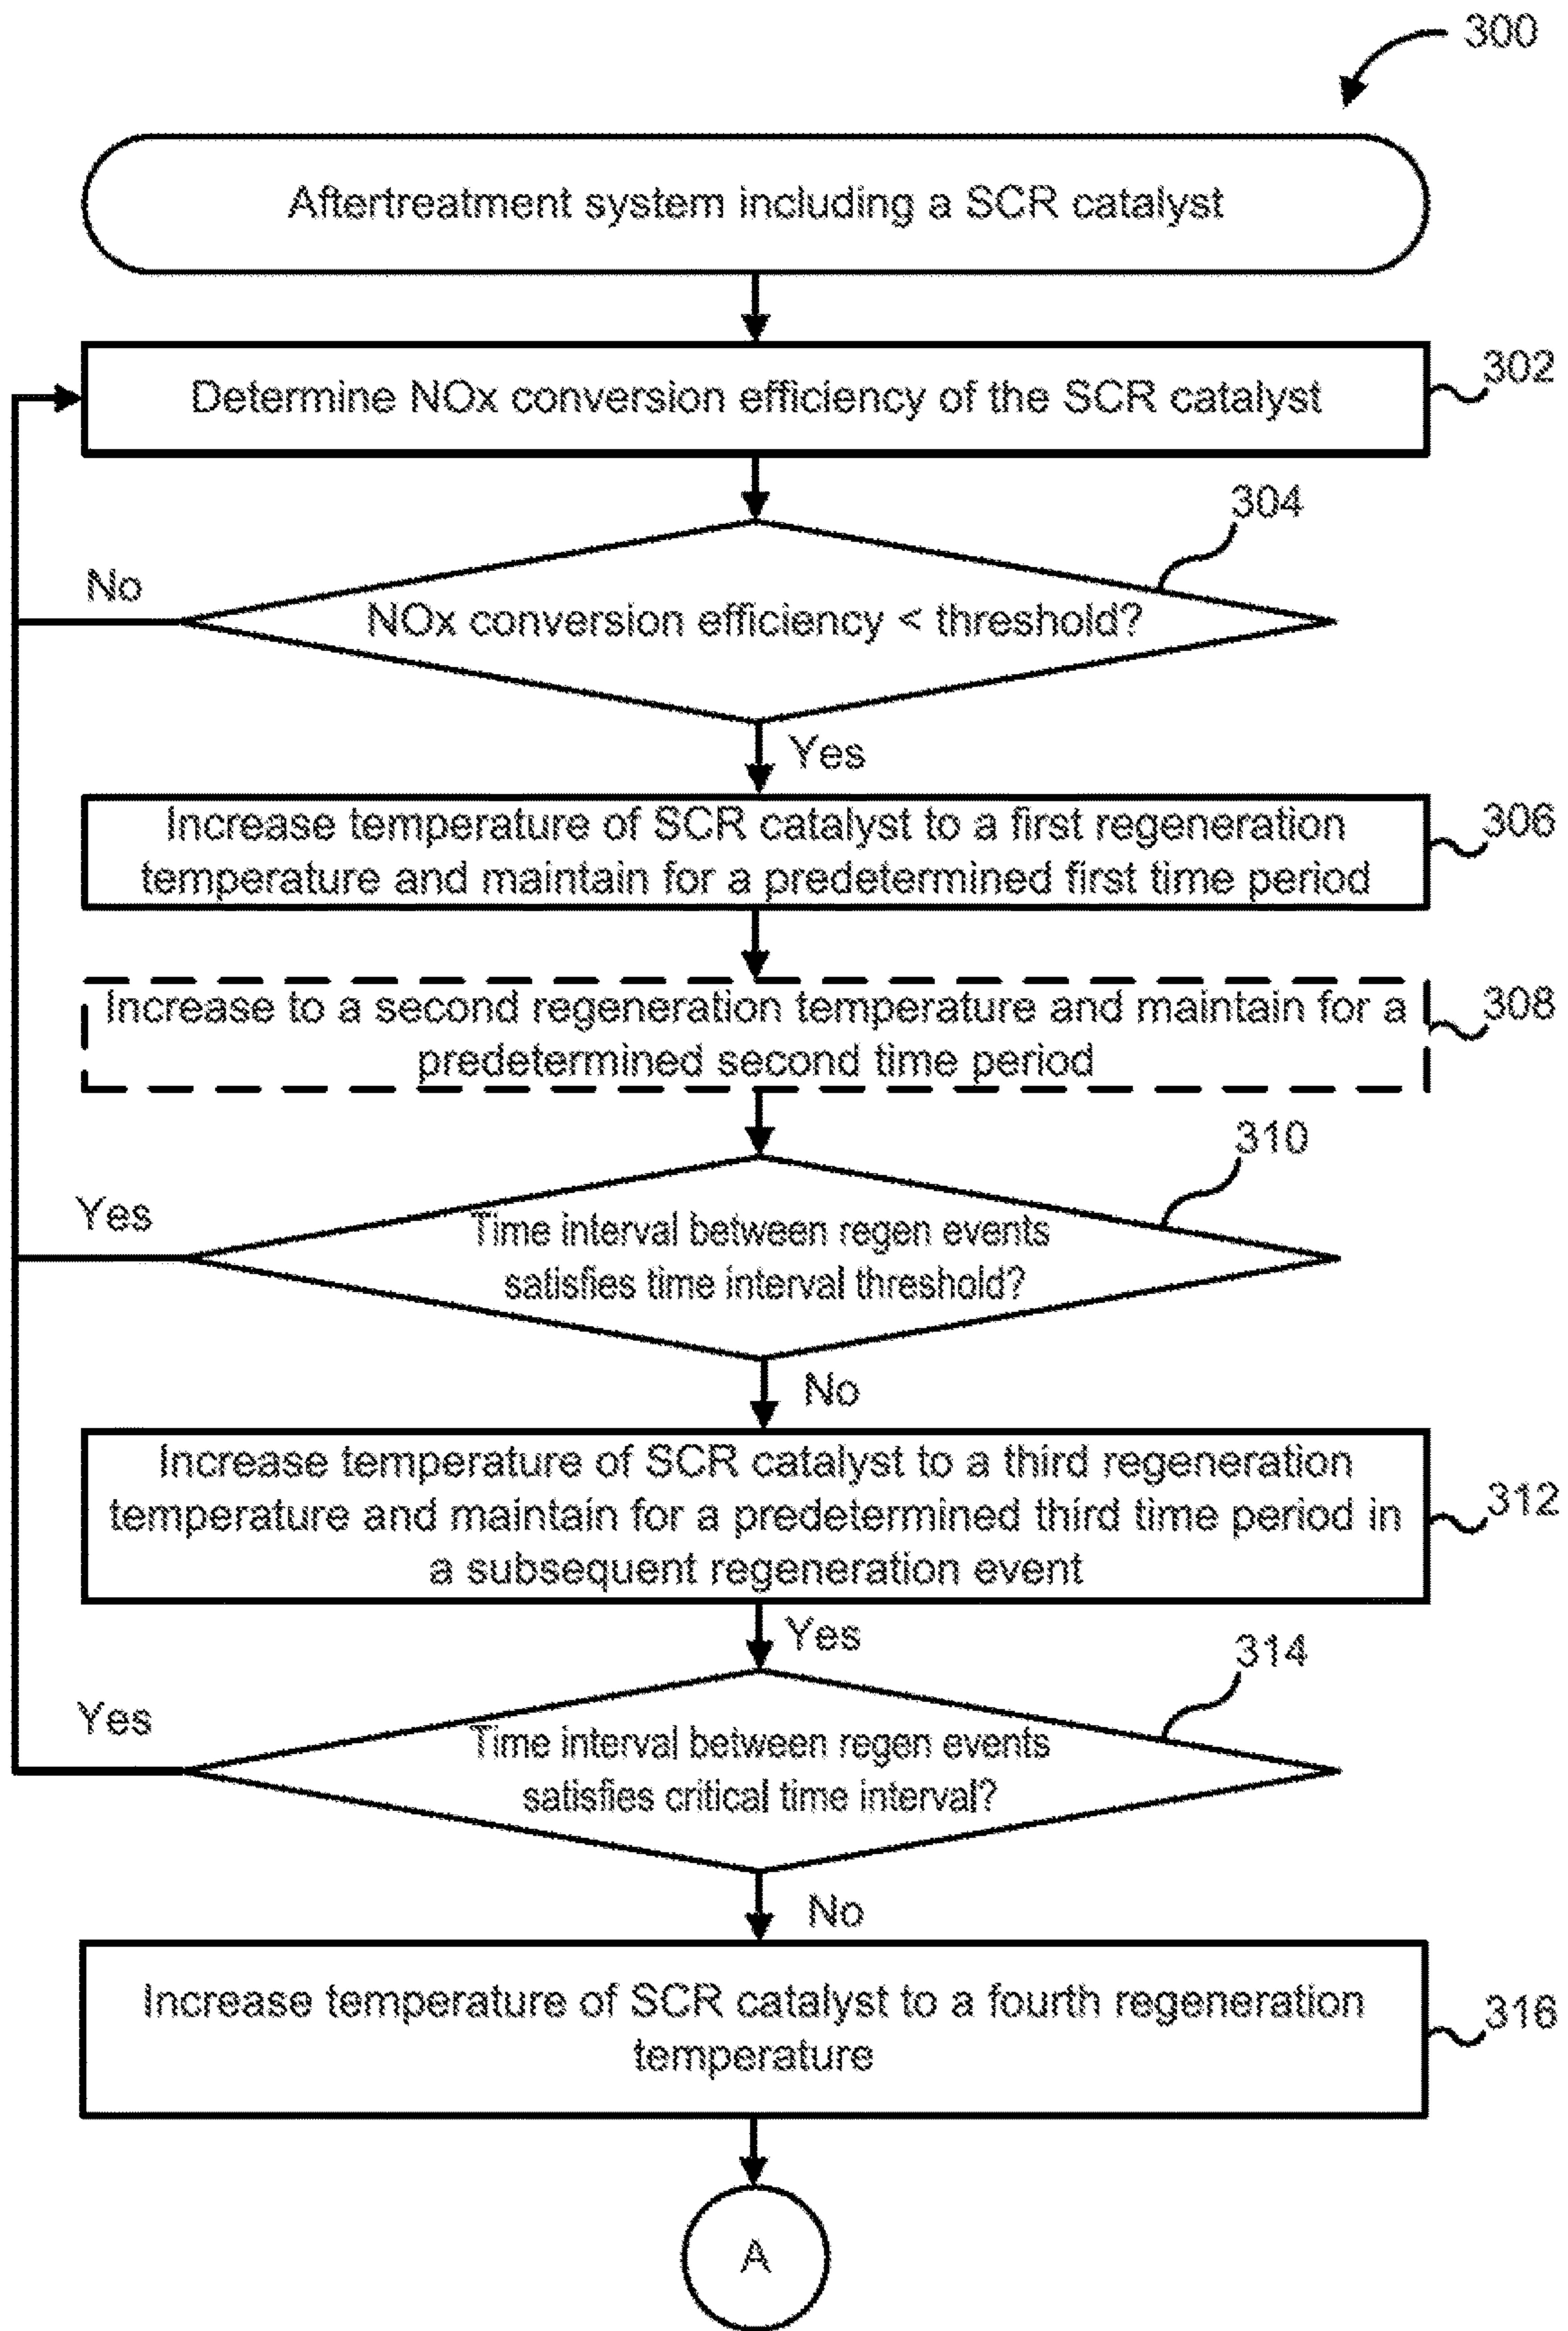 300
Aftertreatment system including a SCR catalyst
Determine NOx conversion efficiency of the SCR catalyst
302
304
No
NOx conversion efficiency < threshold?
Yes
Increase temperature of SCR catalyst to a first regeneration
temperature and maintain for a predetermined first time period
306
Increase to a second regeneration temperature and maintain for a
predetermined second time period
308
310
Yes
Time interval between regen events
satisfies time interval threshold?
No
Increase temperature of SCR catalyst to a third regeneration
temperature and maintain for a predetermined third time period in
a subsequent regeneration event
312
Yes
314
Yes
Time interval between regen events
satisfies critical time interval?
No
Increase temperature of SCR catalyst to a fourth regeneration
temperature
316
A